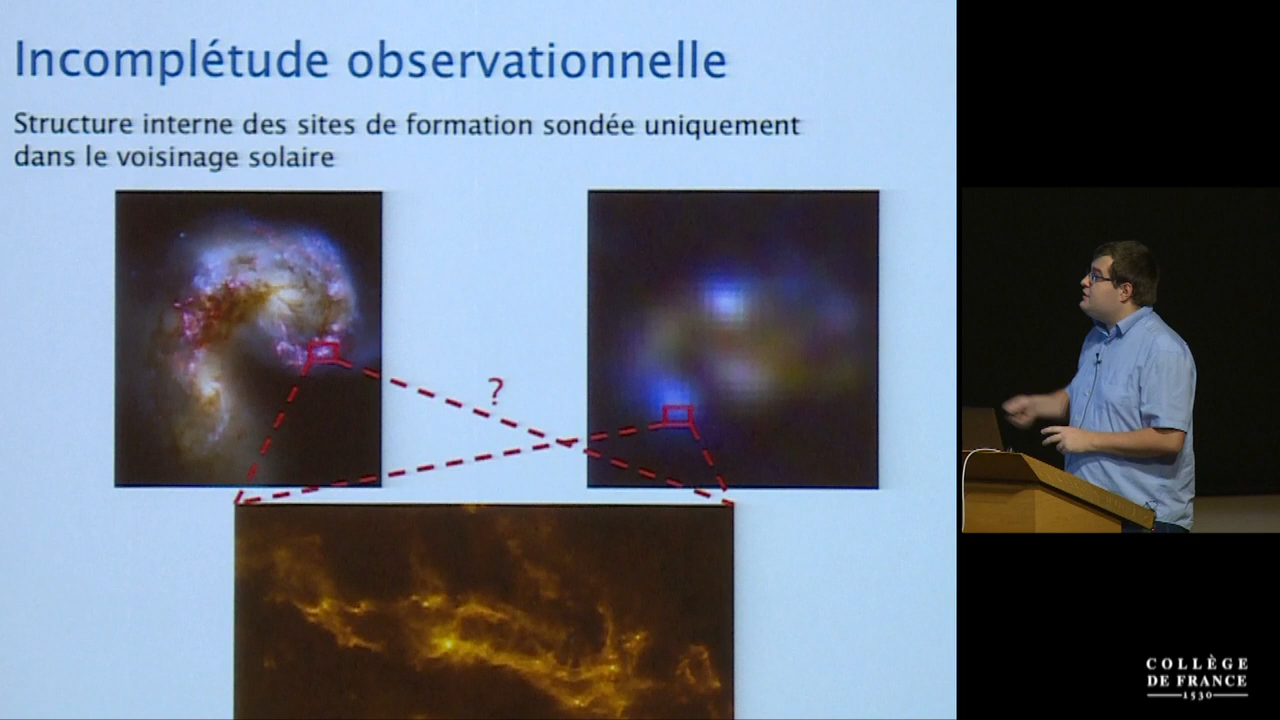 Incomplétude observationnelle
Structure interne des sites de formation sondée uniquement
dans le voisinage solaire
?
COLLÈGE
DE FRANCE
1530